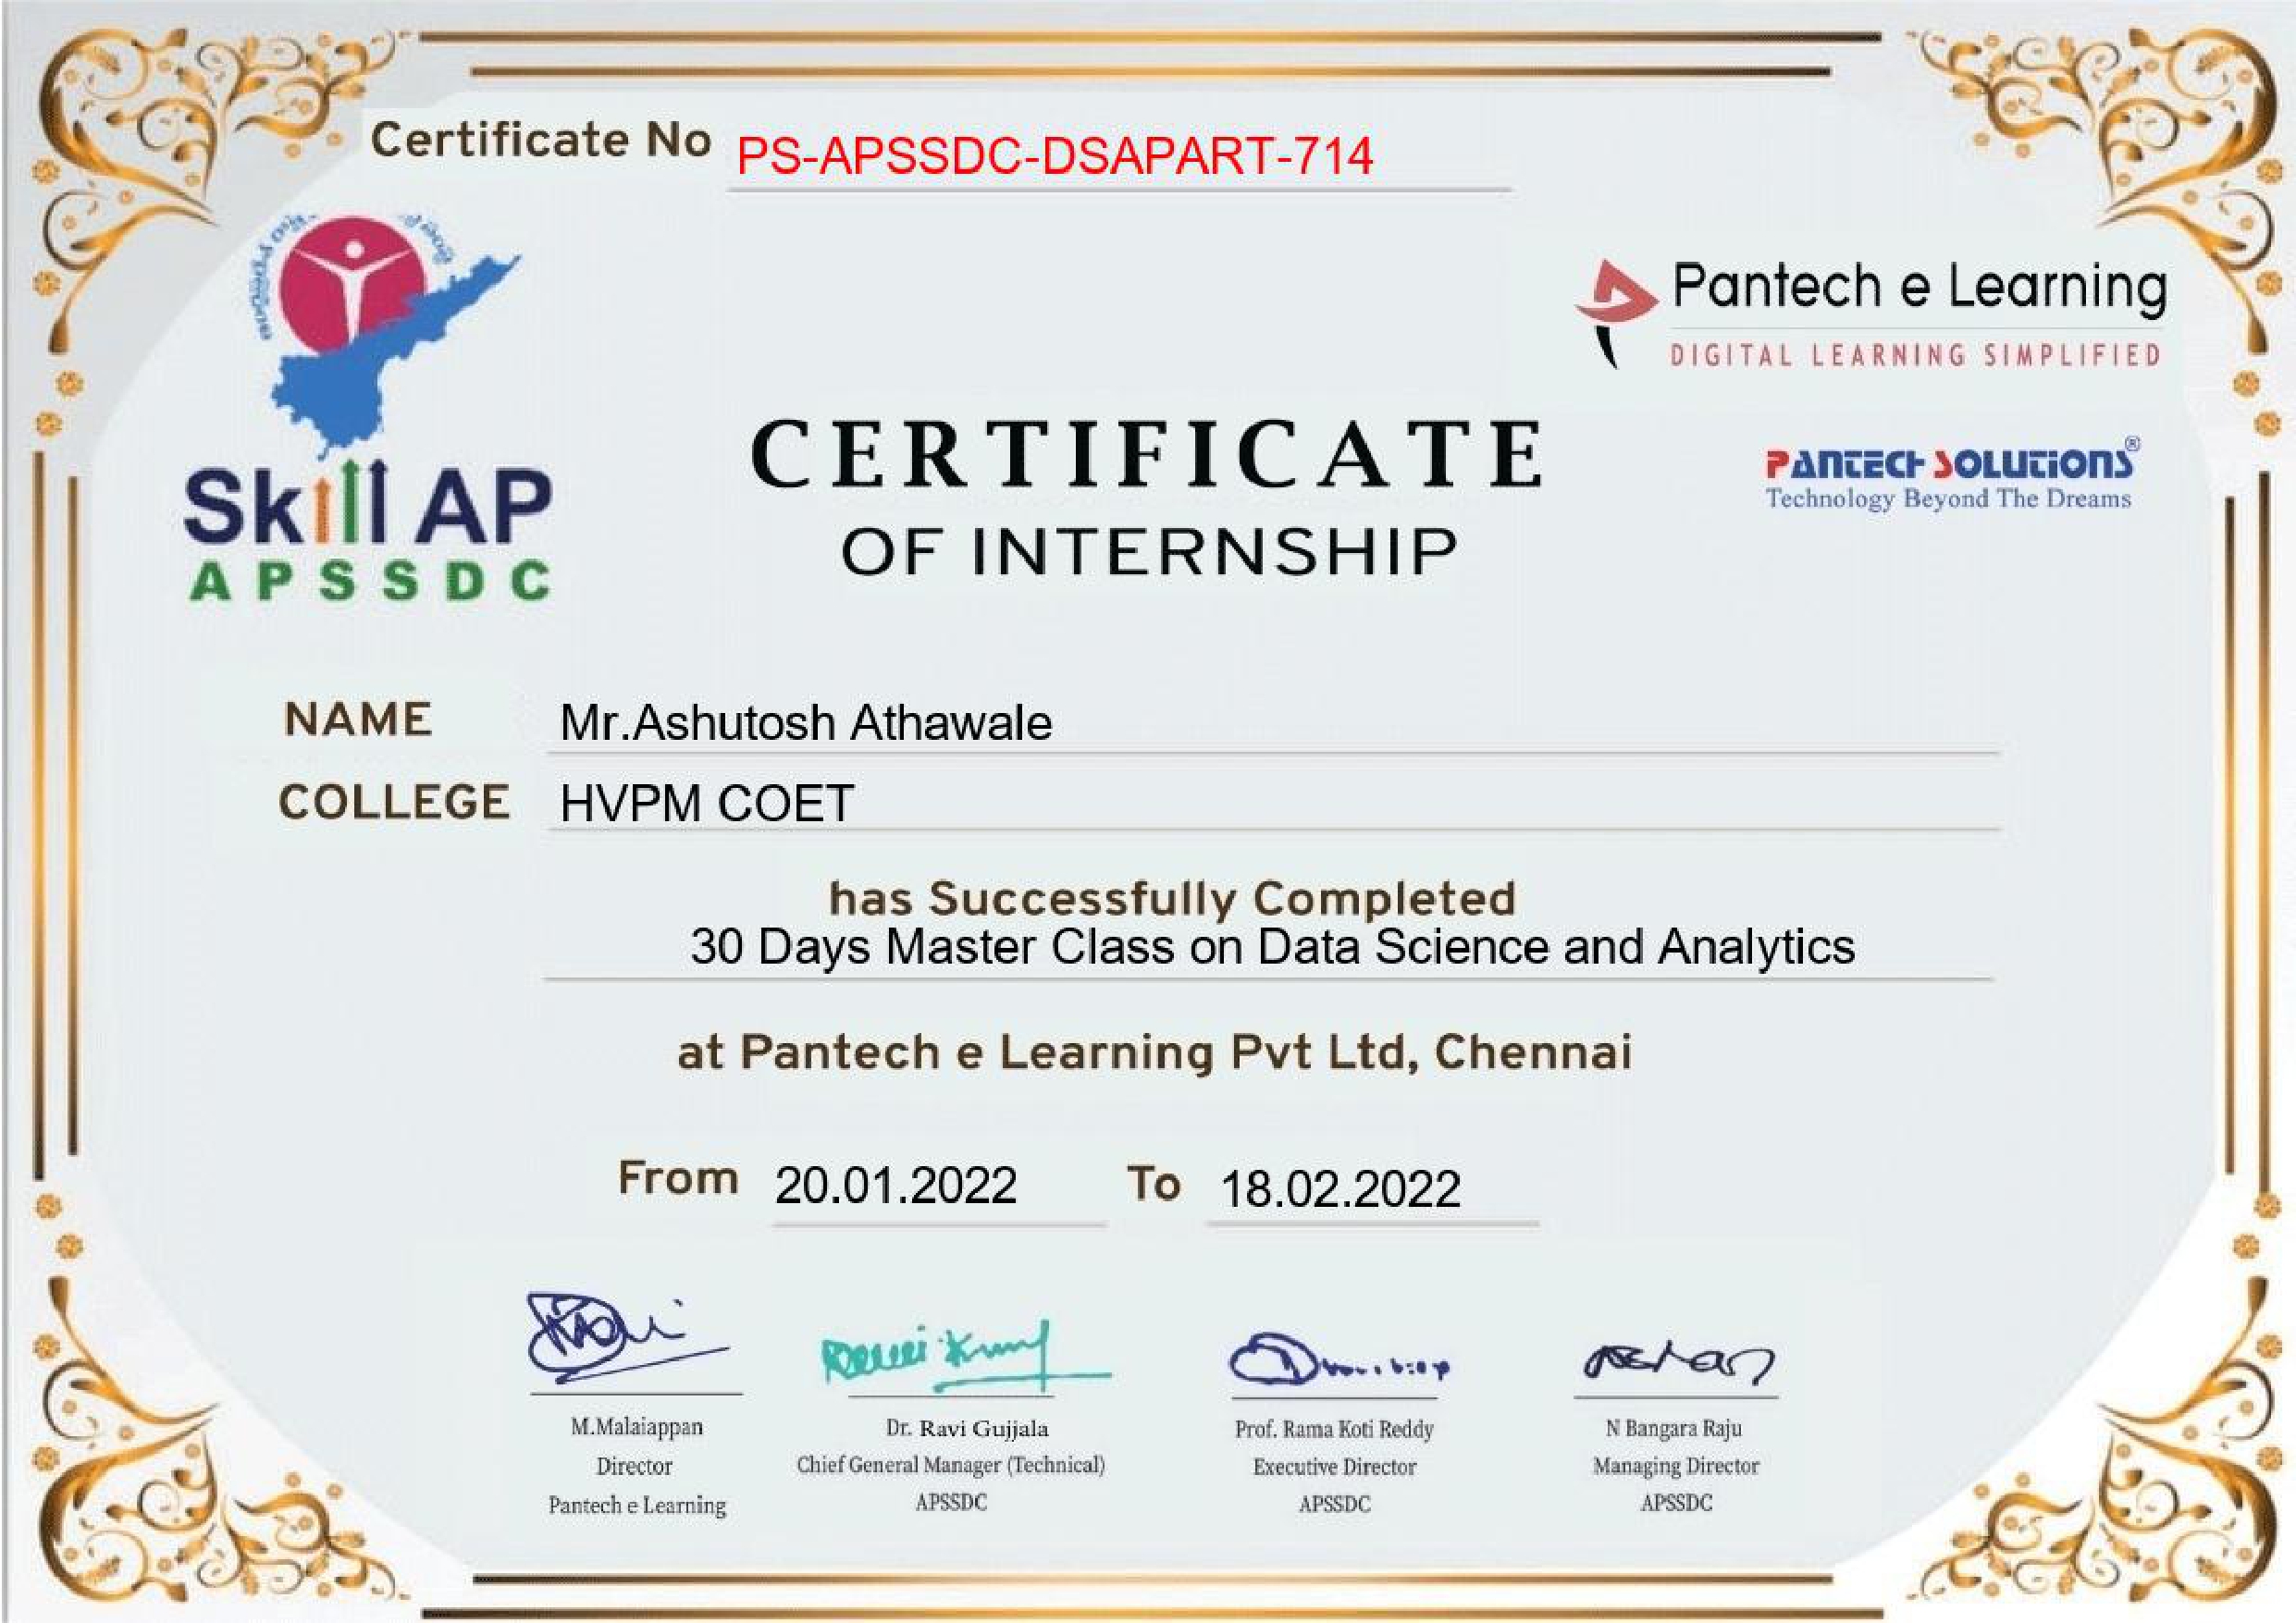 Certificate No PS-APSSDC-DSAPART-714
Skill AP
APSSDC
Pantech e Learning
DIGITAL LEARNING SIMPLIFIED
PANTECH SOLUTIONS®
Technology Beyond The Dreams
CERTIFICATE
OF INTERNSHIP
NAME Mr.Ashutosh Athawale
COLLEGE HVPM COET
has Successfully Completed
30 Days Master Class on Data Science and Analytics
at Pantech e Learning Pvt Ltd, Chennai
From 20.01.2022 To 18.02.2022
M.Malaiappan
Director
Pantech e Learning
Dr. Ravi Gujjala
Chief General Manager (Technical)
APSSDC
Prof. Rama Koti Reddy
Executive Director
APSSDC
N Bangara Raju
Managing Director
APSSDC